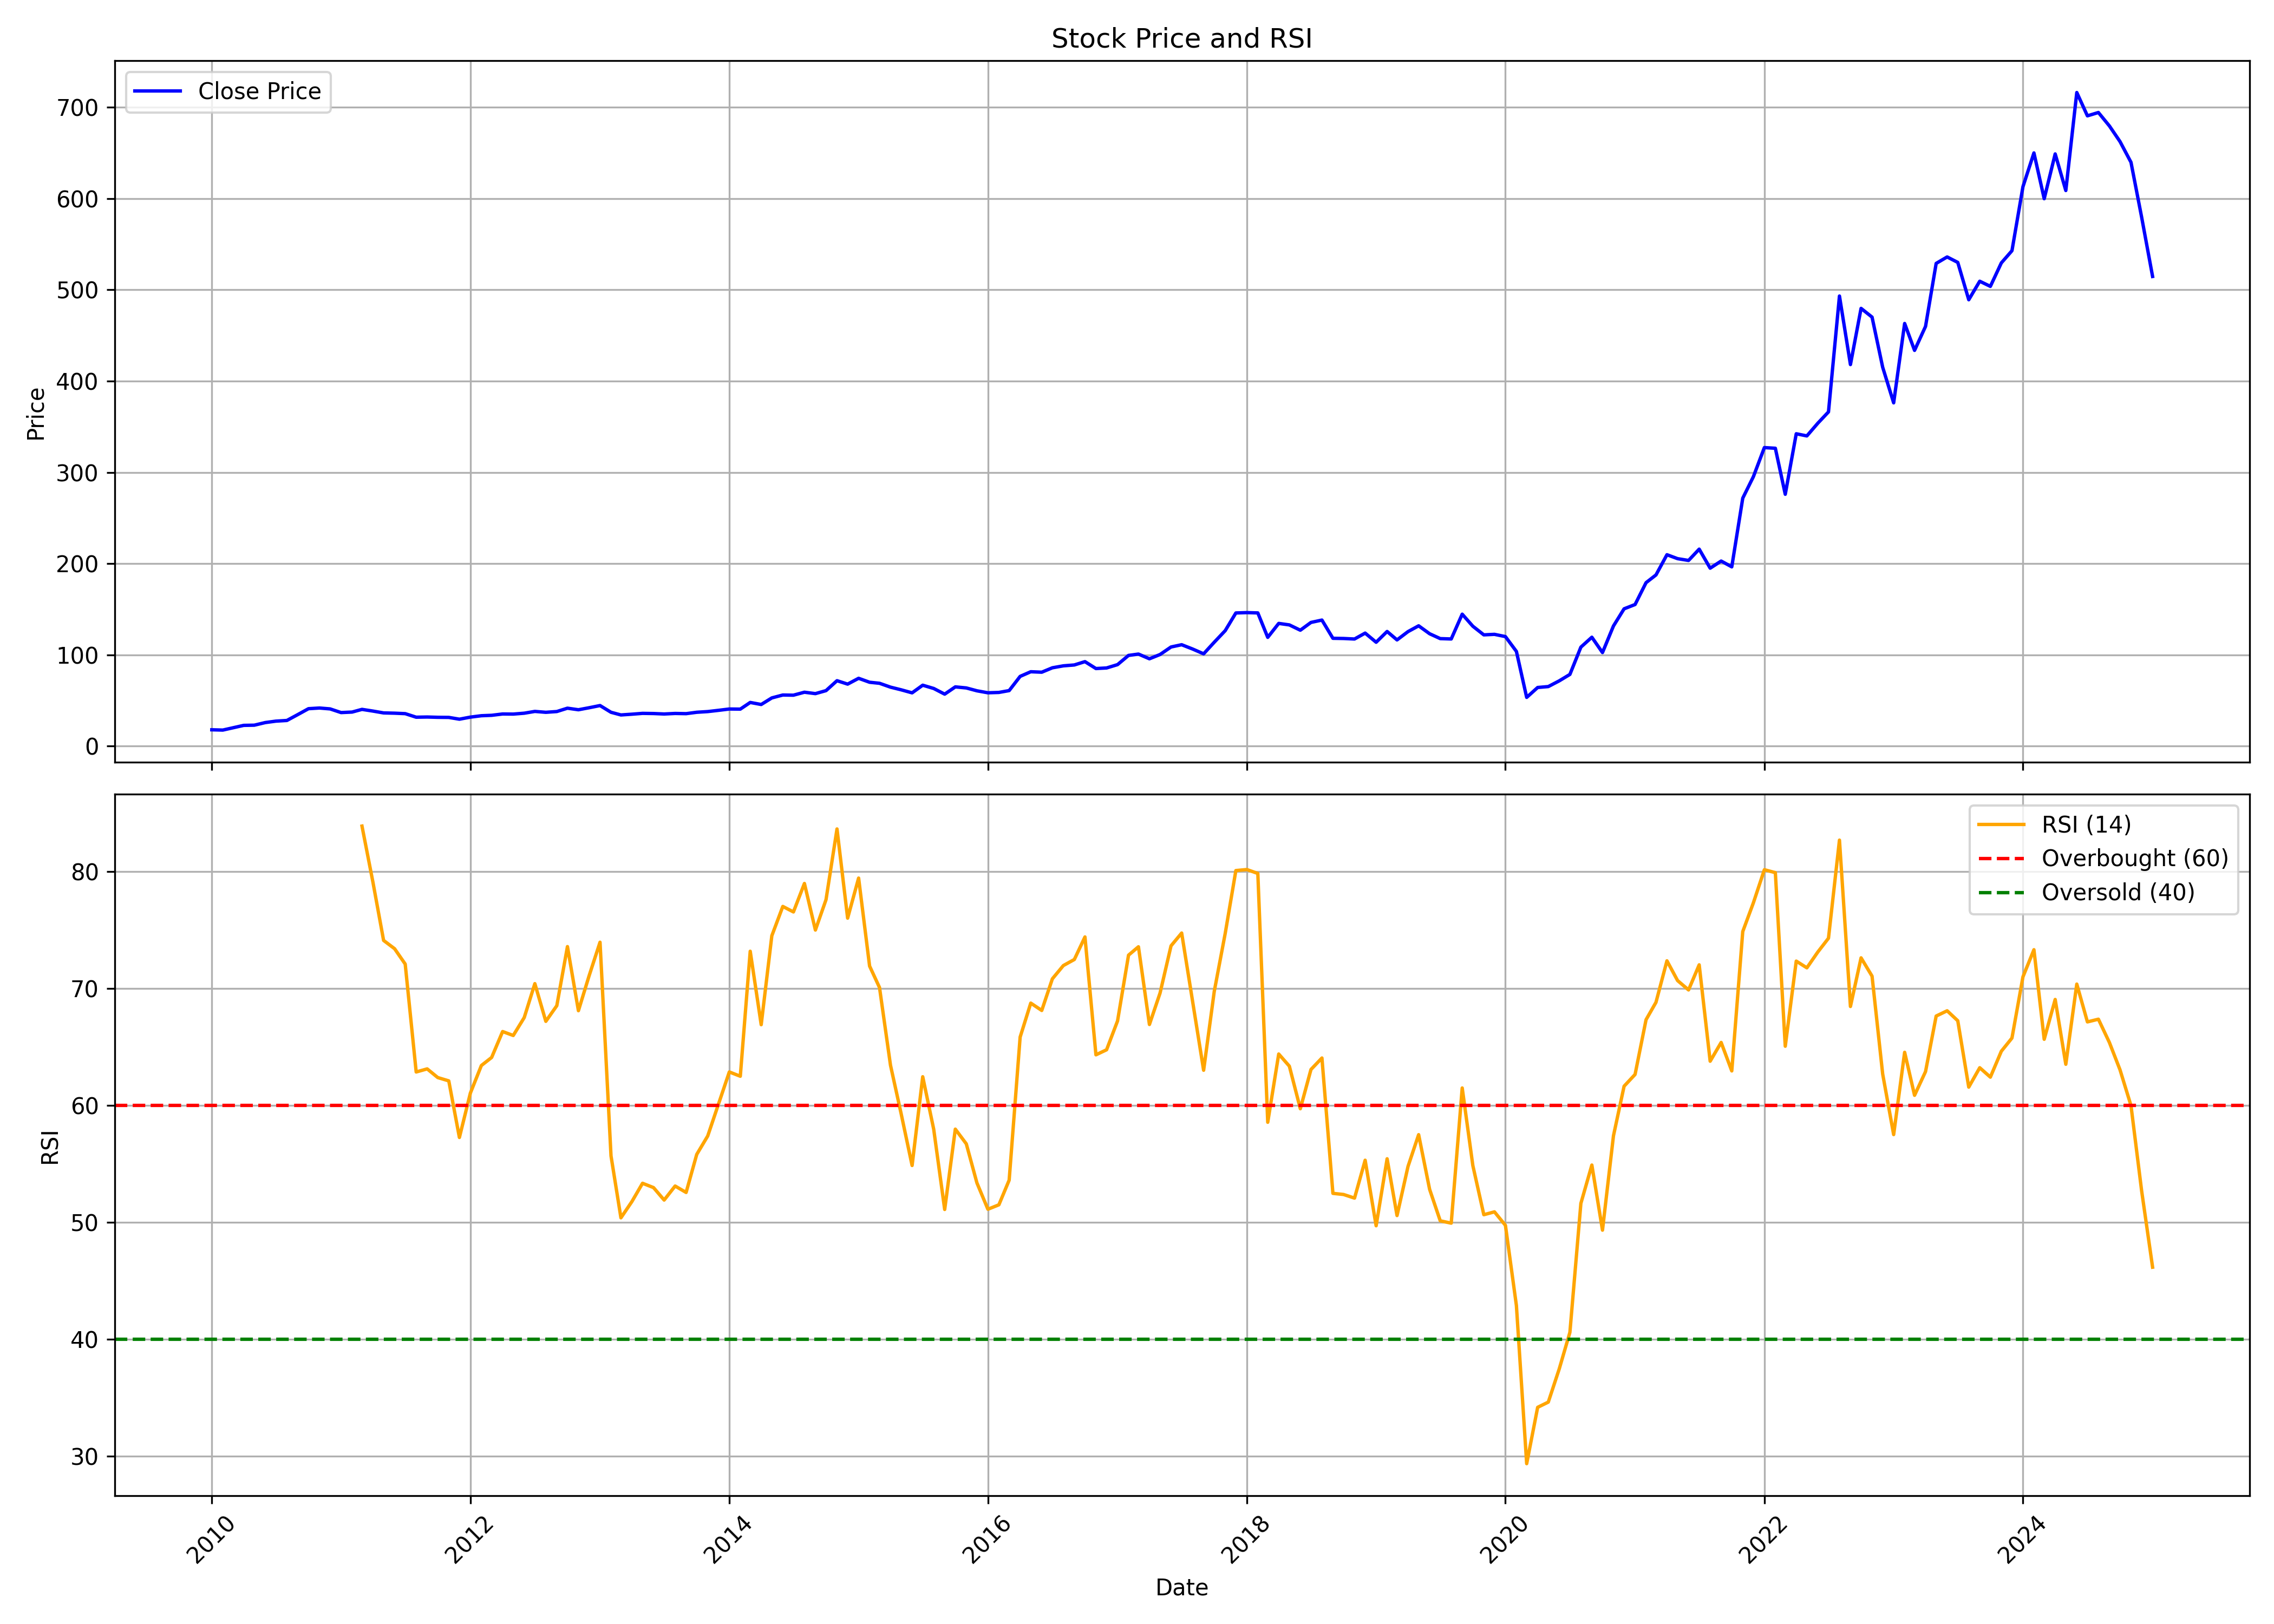 Stock Price and RSI
Close Price
700
600
500
400
300
200
100
0
Price
RSI (14)
Overbought (60)
Oversold (40)
80
70
60
50
40
30
RSI
2010
2012
2014
2016
2018
2020
2022
2024
Date